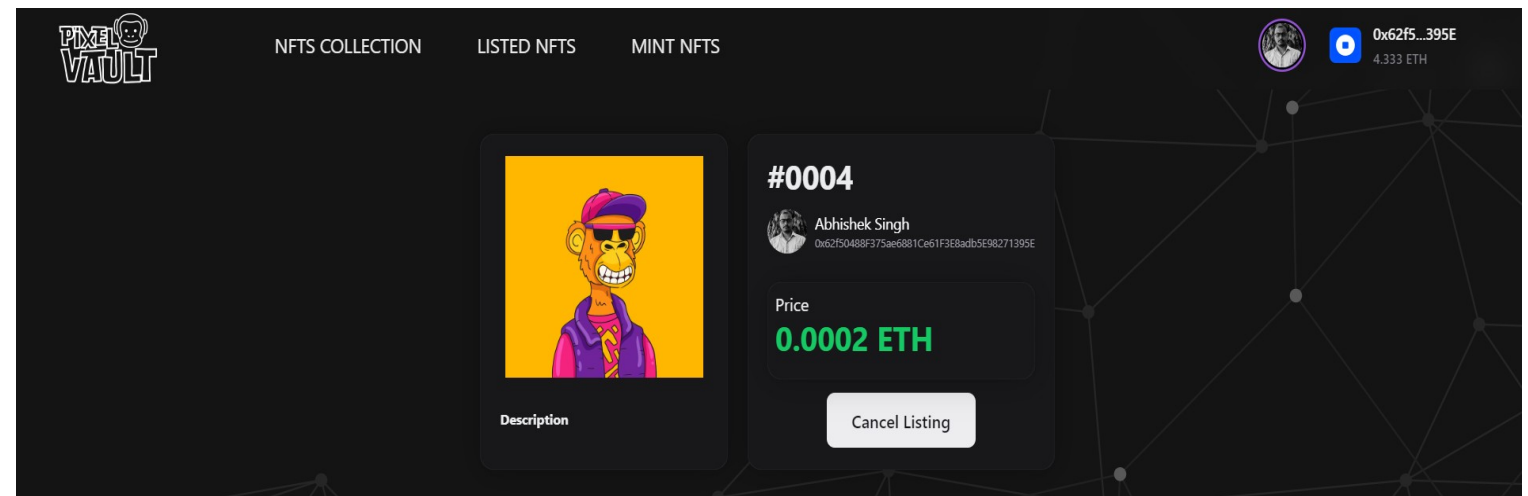 PIXEL
VAULT
NFTS COLLECTION
LISTED NFTS
MINT NFTS
0x62f5...395E
4.333 ETH
#0004
Abhishek Singh
0x62f50488F375ae6881Ce61F3E8adb5E98271395E
Price
0.0002 ETH
Description
Cancel Listing